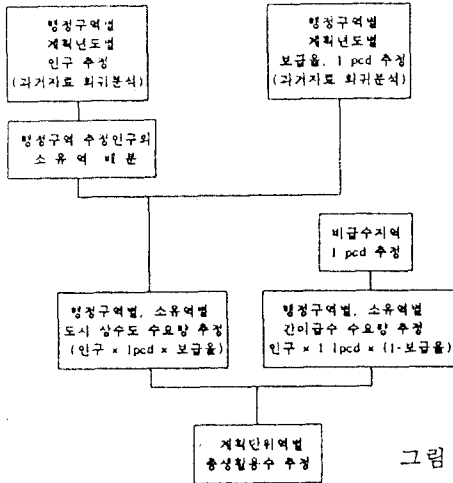 행정구역별
계획년도별
인구 추정
(과거자료 회귀분석)
행정구역별
계획년도별
보급율, lpcd 추정
(과거자료 회귀분석)
행정구역 추정인구의
소유역 배분
비급수지역
lpcd 추정
행정구역별, 소유역별
도시 상수도 수요량 추정
(인구 × lpcd × 보급율)
행정구역별, 소유역별
간이급수 수요량 추정
인구 × lpcd × (1-보급율)
계획단위역별
총생활용수 추정
그림